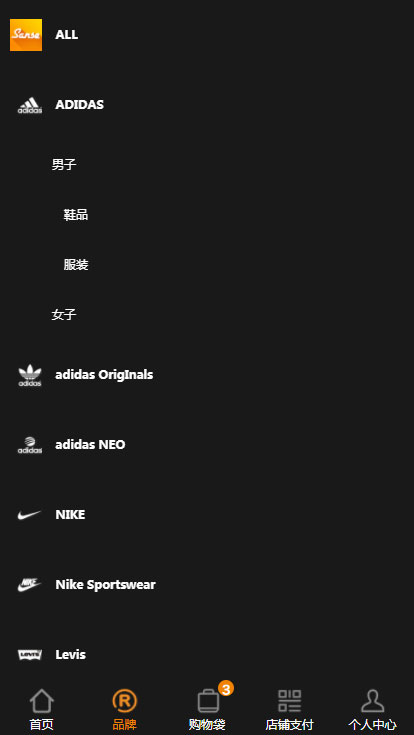 Sanse
ALL
adidas
ADIDAS
男子
鞋品
服装
女子
adidas
adidas OrigInals
adidas
adidas NEO
NIKE
NIKE
Nike Sportswear
LEVI'S
Levis
3
R
首页
品牌
购物袋
店铺支付
个人中心